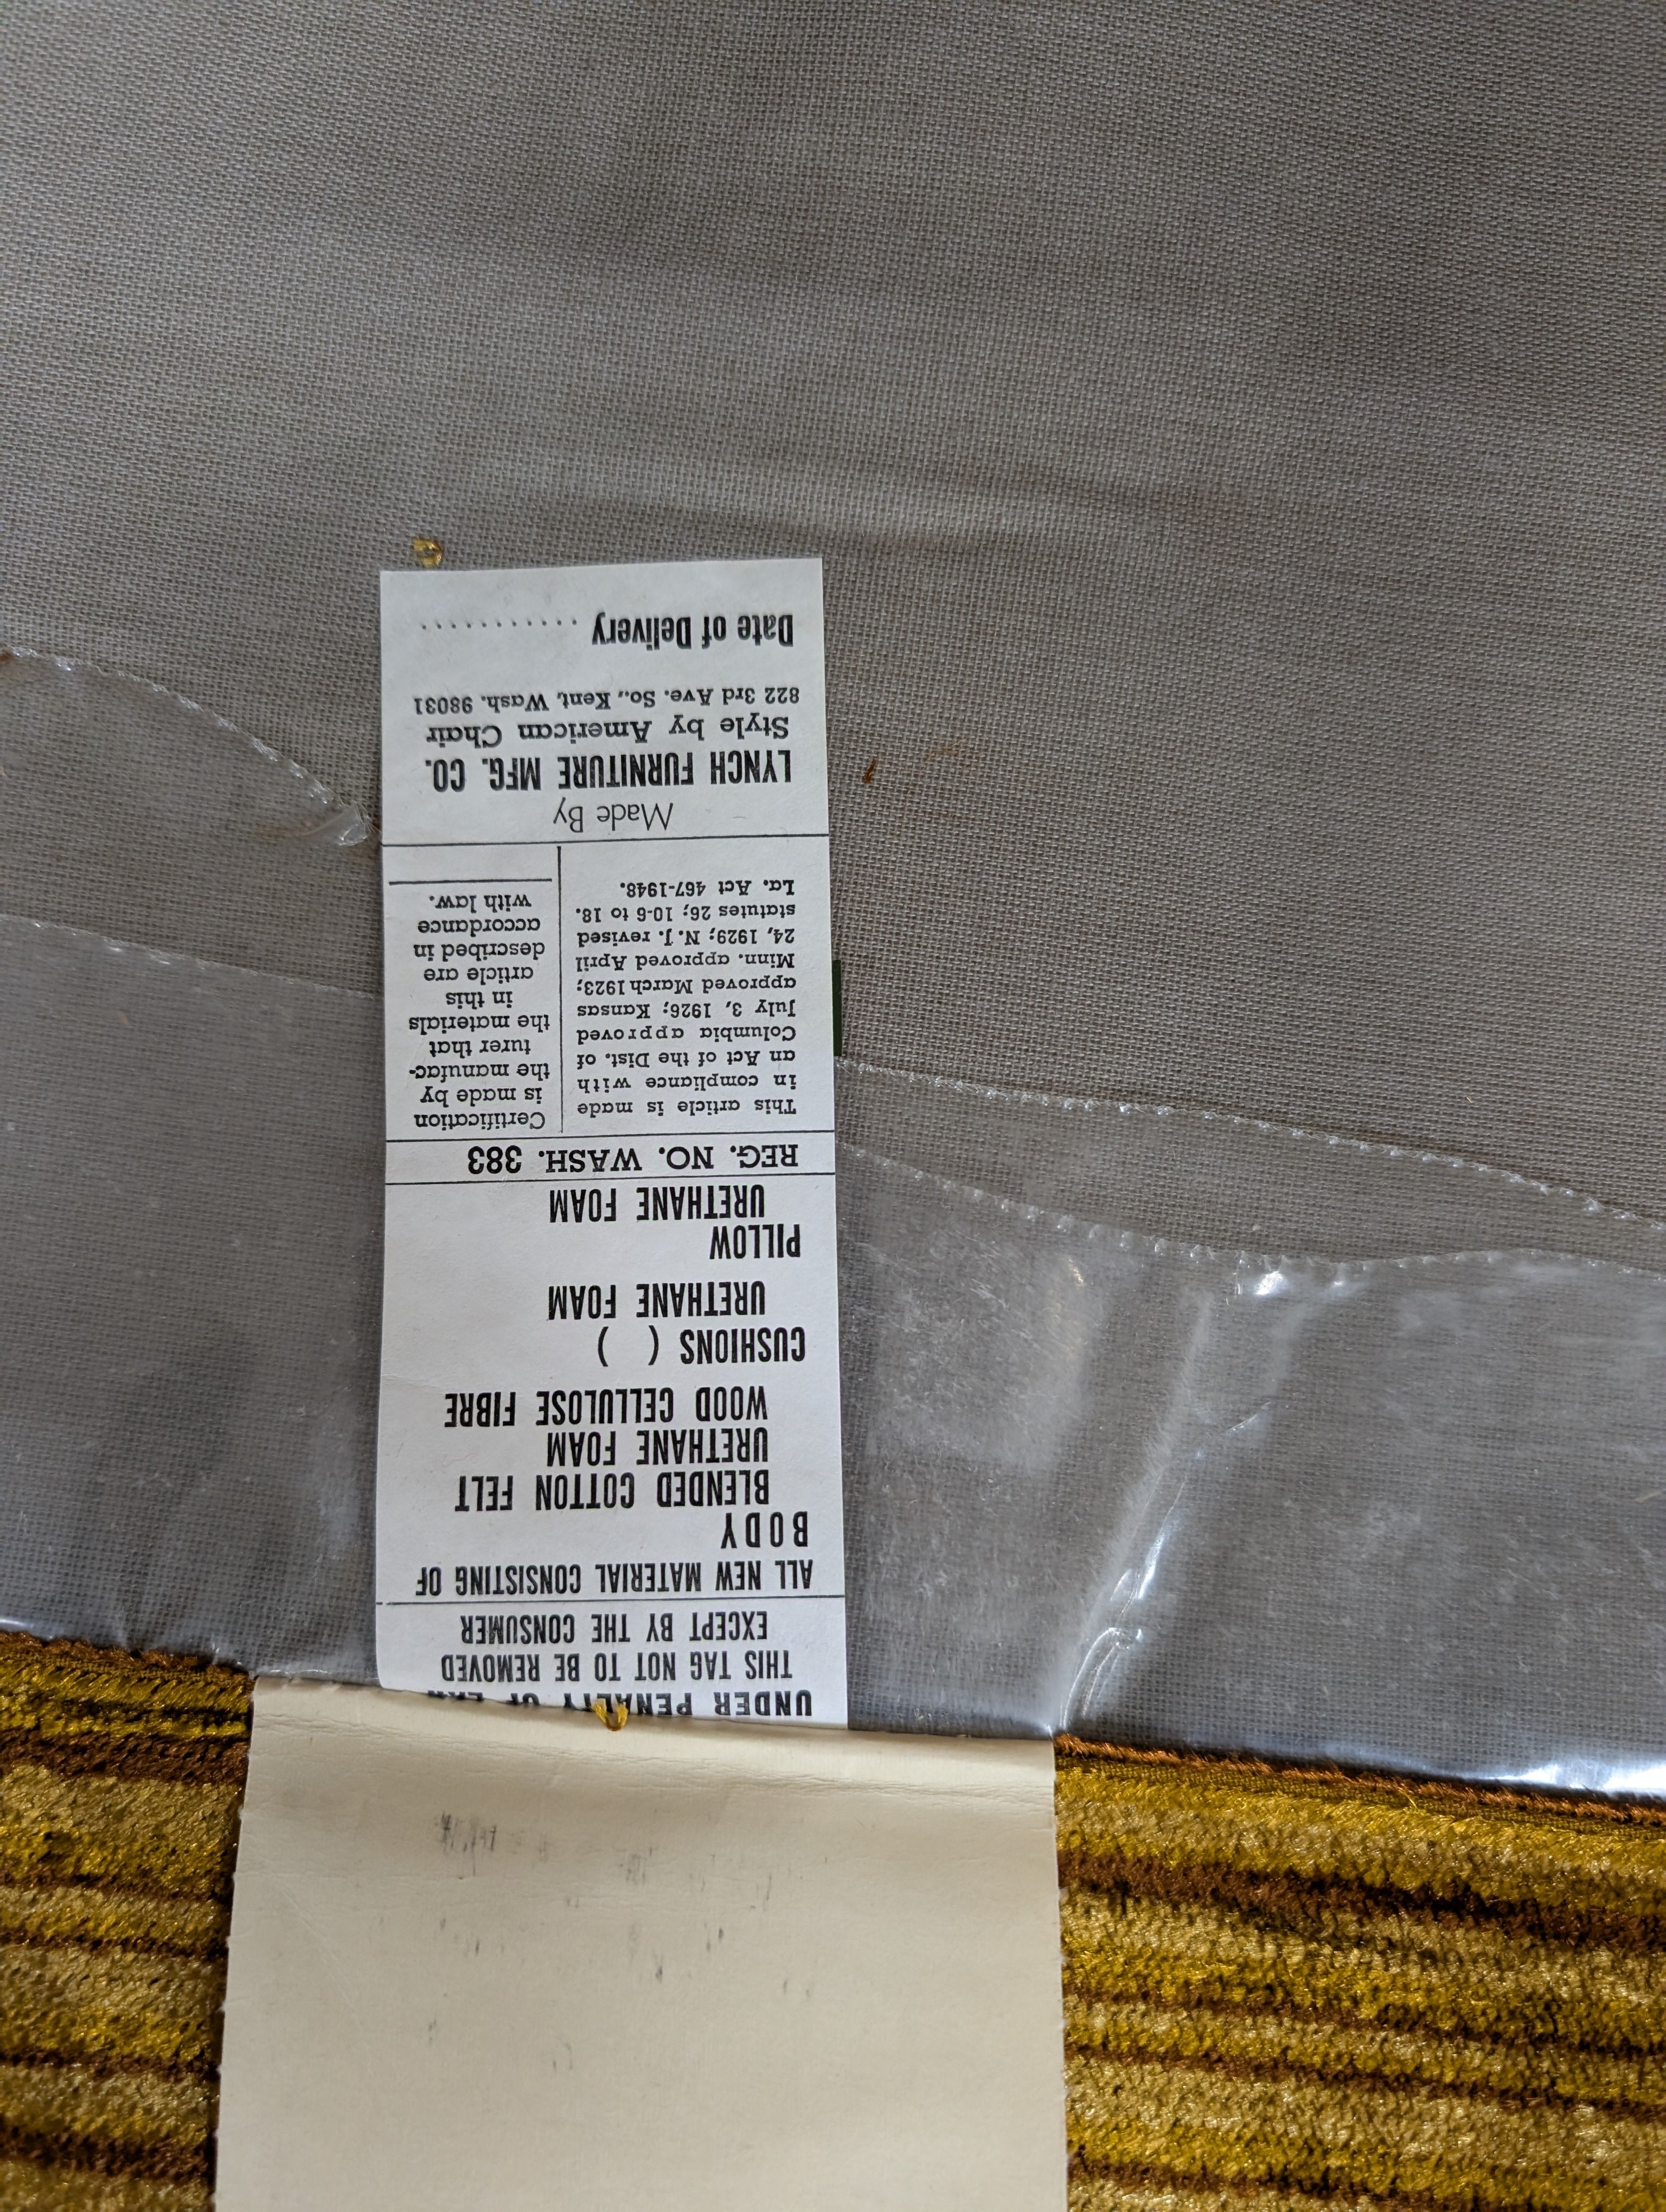 UNDER PENALTY OF LAW
THIS TAG NOT TO BE REMOVED
EXCEPT BY THE CONSUMER
ALL NEW MATERIAL CONSISTING OF
BODY
BLENDED COTTON FELT
URETHANE FOAM
WOOD CELLULOSE FIBRE
CUSHIONS ( )
URETHANE FOAM
PILLOW
URETHANE FOAM
REG. NO. WASH. 383
This article is made
in compliance with
an Act of the Dist. of
Columbia approved
July 3, 1926; Kansas
approved March 1923;
Minn. approved April
24, 1929; N. J. revised
statutes 26; 10-6 to 18.
La. Act 467-1948.
Certification
is made by
the manufac-
turer that
the materials
in this
article are
described in
accordance
with law.
Made By
LYNCH FURNITURE MFG. CO.
Style by American Chair
822 3rd Ave. So., Kent, Wash. 98031
Date of Delivery ............